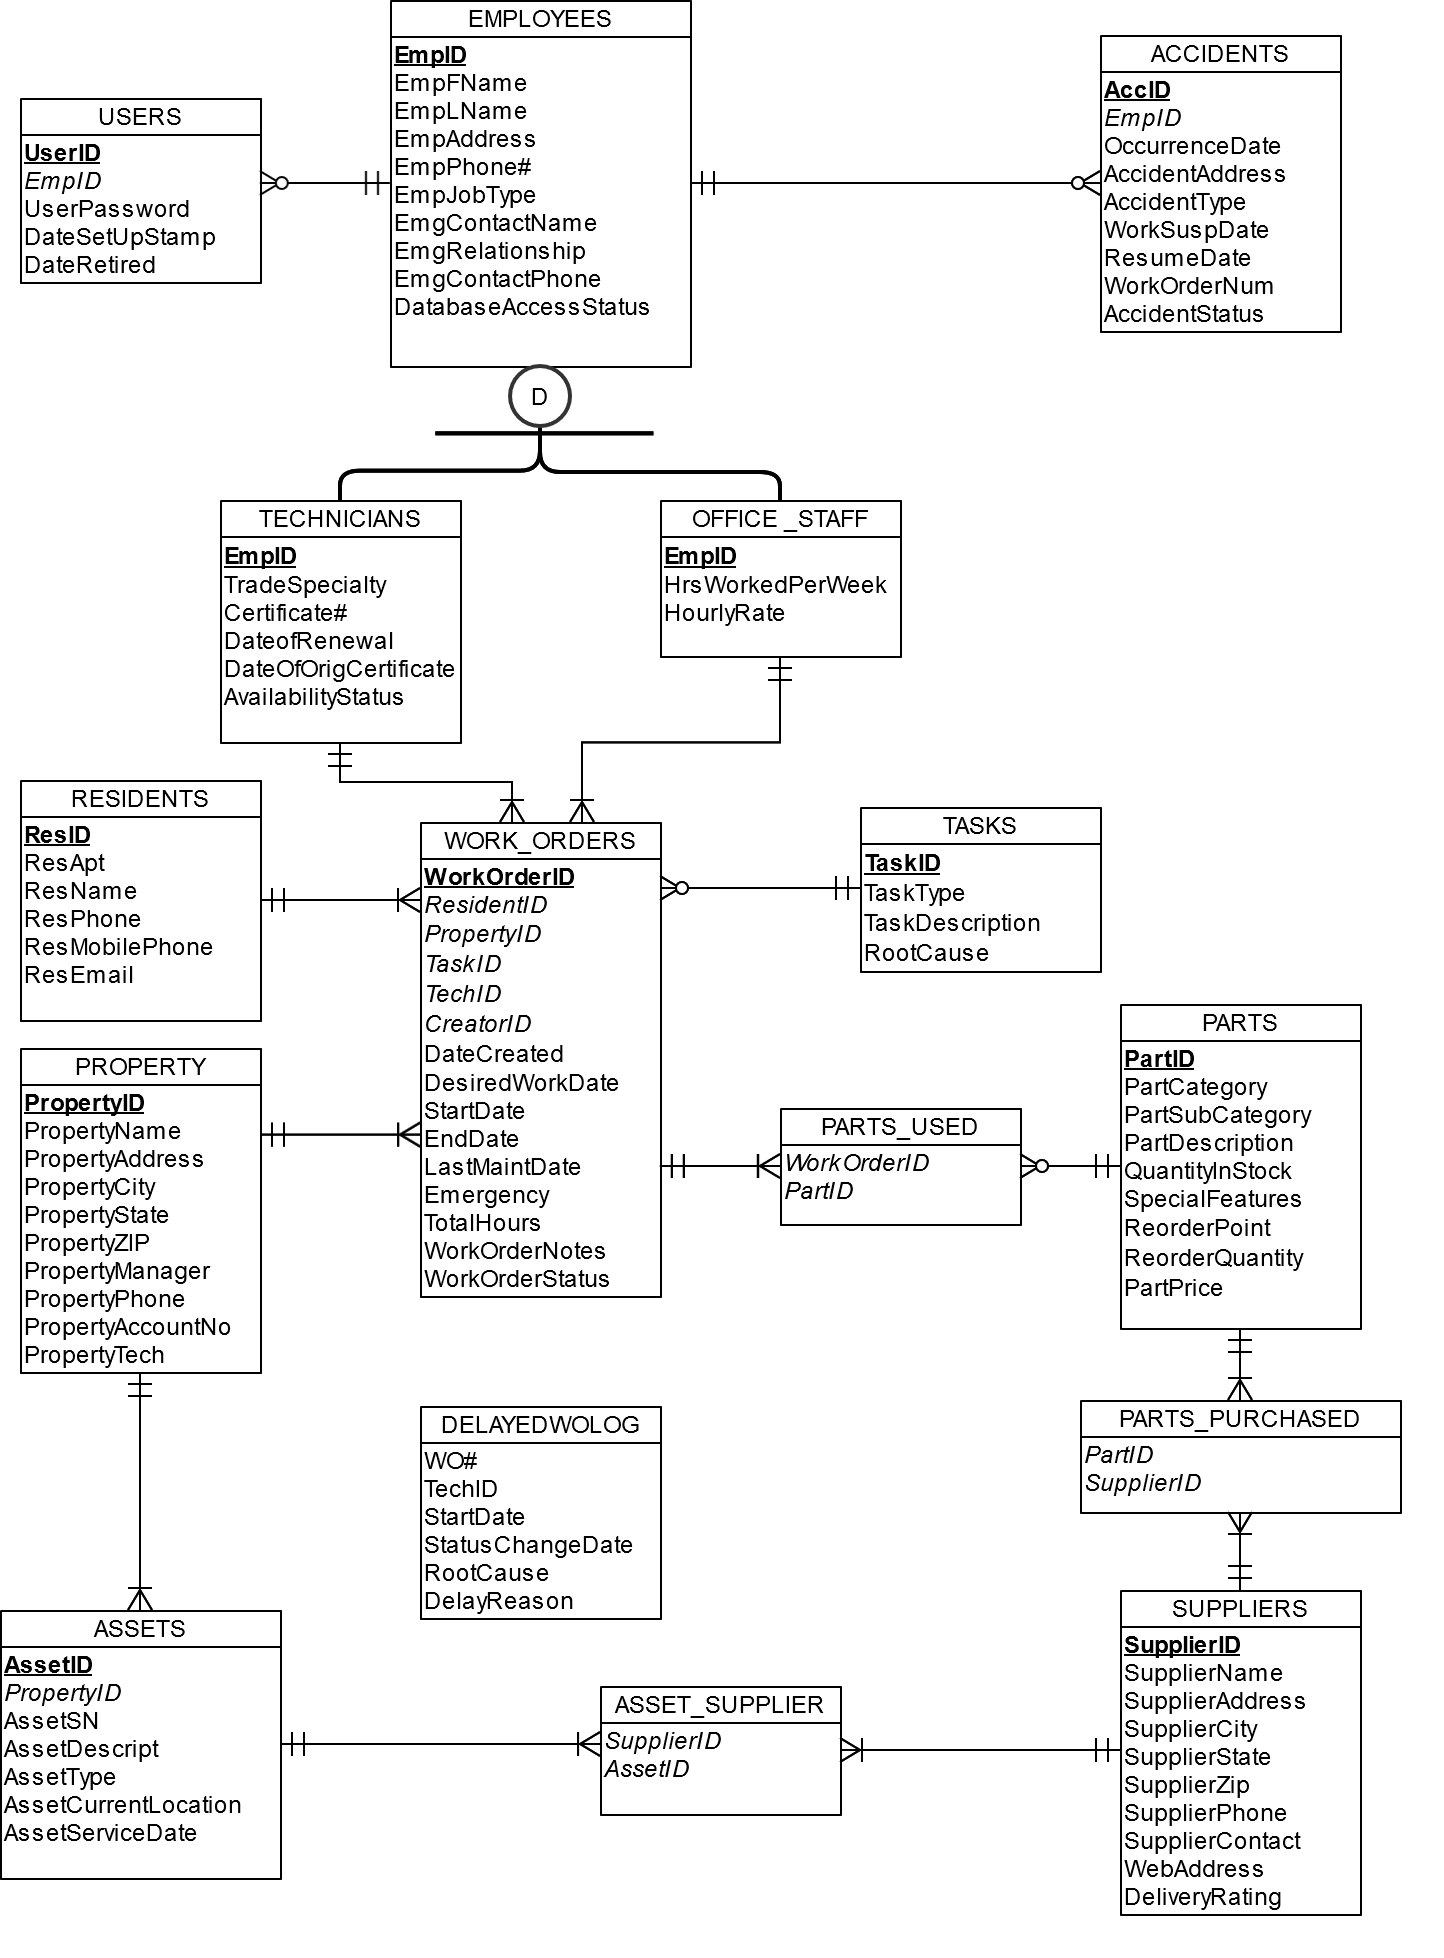 EMPLOYEES
EmpID
EmpFName
EmpLName
EmpAddress
EmpPhone#
EmpJobType
EmgContactName
EmgRelationship
EmgContactPhone
DatabaseAccessStatus
ACCIDENTS
AccID
EmpID
OccurrenceDate
AccidentAddress
AccidentType
WorkSuspDate
ResumeDate
WorkOrderNum
AccidentStatus
USERS
UserID
EmpID
UserPassword
DateSetUpStamp
DateRetired
D
TECHNICIANS
EmpID
TradeSpecialty
Certificate#
DateofRenewal
DateOfOrigCertificate
AvailabilityStatus
OFFICE _STAFF
EmpID
HrsWorkedPerWeek
HourlyRate
RESIDENTS
ResID
ResApt
ResName
ResPhone
ResMobilePhone
ResEmail
WORK_ORDERS
WorkOrderID
ResidentID
PropertyID
TaskID
TechID
CreatorID
DateCreated
DesiredWorkDate
StartDate
EndDate
LastMaintDate
Emergency
TotalHours
WorkOrderNotes
WorkOrderStatus
TASKS
TaskID
TaskType
TaskDescription
RootCause
PROPERTY
PropertyID
PropertyName
PropertyAddress
PropertyCity
PropertyState
PropertyZIP
PropertyManager
PropertyPhone
PropertyAccountNo
PropertyTech
PARTS_USED
WorkOrderID
PartID
PARTS
PartID
PartCategory
PartSubCategory
PartDescription
QuantityInStock
SpecialFeatures
ReorderPoint
ReorderQuantity
PartPrice
DELAYEDWOLOG
WO#
TechID
StartDate
StatusChangeDate
RootCause
DelayReason
PARTS_PURCHASED
PartID
SupplierID
ASSETS
AssetID
PropertyID
AssetSN
AssetDescript
AssetType
AssetCurrentLocation
AssetServiceDate
ASSET_SUPPLIER
SupplierID
AssetID
SUPPLIERS
SupplierID
SupplierName
SupplierAddress
SupplierCity
SupplierState
SupplierZip
SupplierPhone
SupplierContact
WebAddress
DeliveryRating